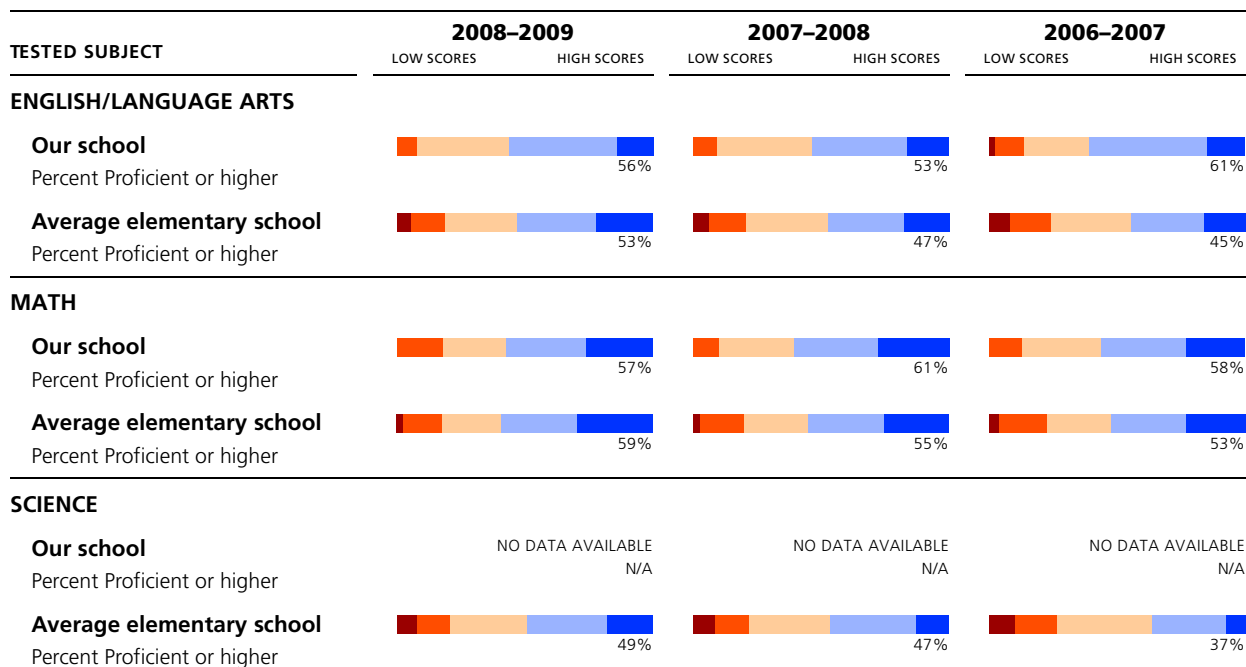 TESTED SUBJECT
2008–2009
LOW SCORES HIGH SCORES
2007–2008
LOW SCORES HIGH SCORES
2006–2007
LOW SCORES HIGH SCORES
ENGLISH/LANGUAGE ARTS
Our school
Percent Proficient or higher
56% 53% 61%
Average elementary school
Percent Proficient or higher
53% 47% 45%
MATH
Our school
Percent Proficient or higher
57% 61% 58%
Average elementary school
Percent Proficient or higher
59% 55% 53%
SCIENCE
Our school
NO DATA AVAILABLE NO DATA AVAILABLE NO DATA AVAILABLE
Percent Proficient or higher
N/A N/A N/A
Average elementary school
Percent Proficient or higher
49% 47% 37%